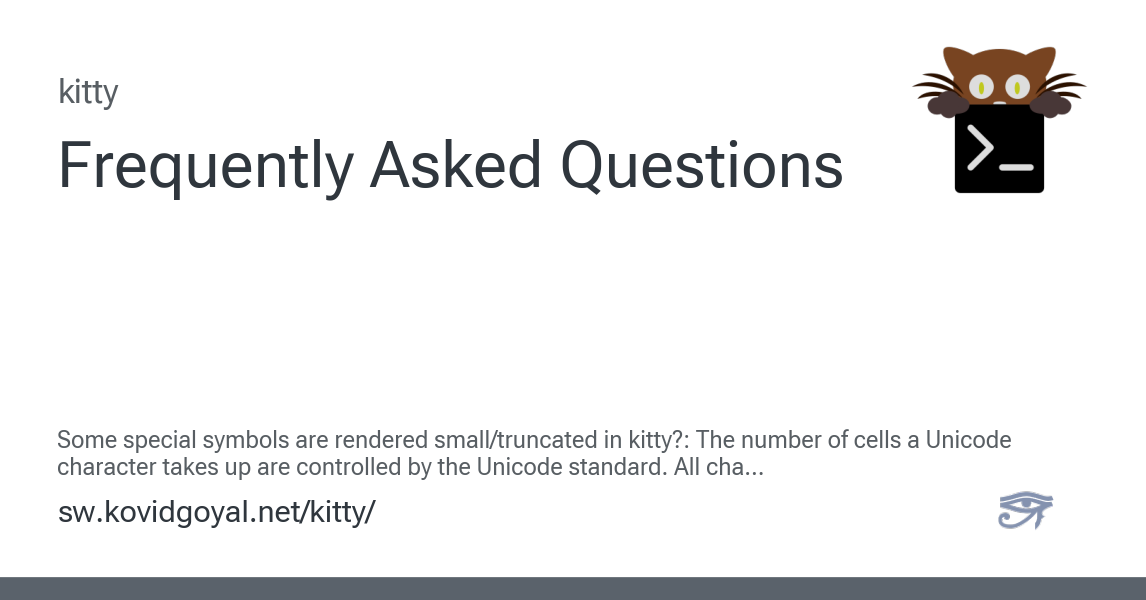 kitty
Frequently Asked Questions
>_
Some special symbols are rendered small/truncated in kitty?: The number of cells a Unicode
character takes up are controlled by the Unicode standard. All cha...
sw.kovidgoyal.net/kitty/